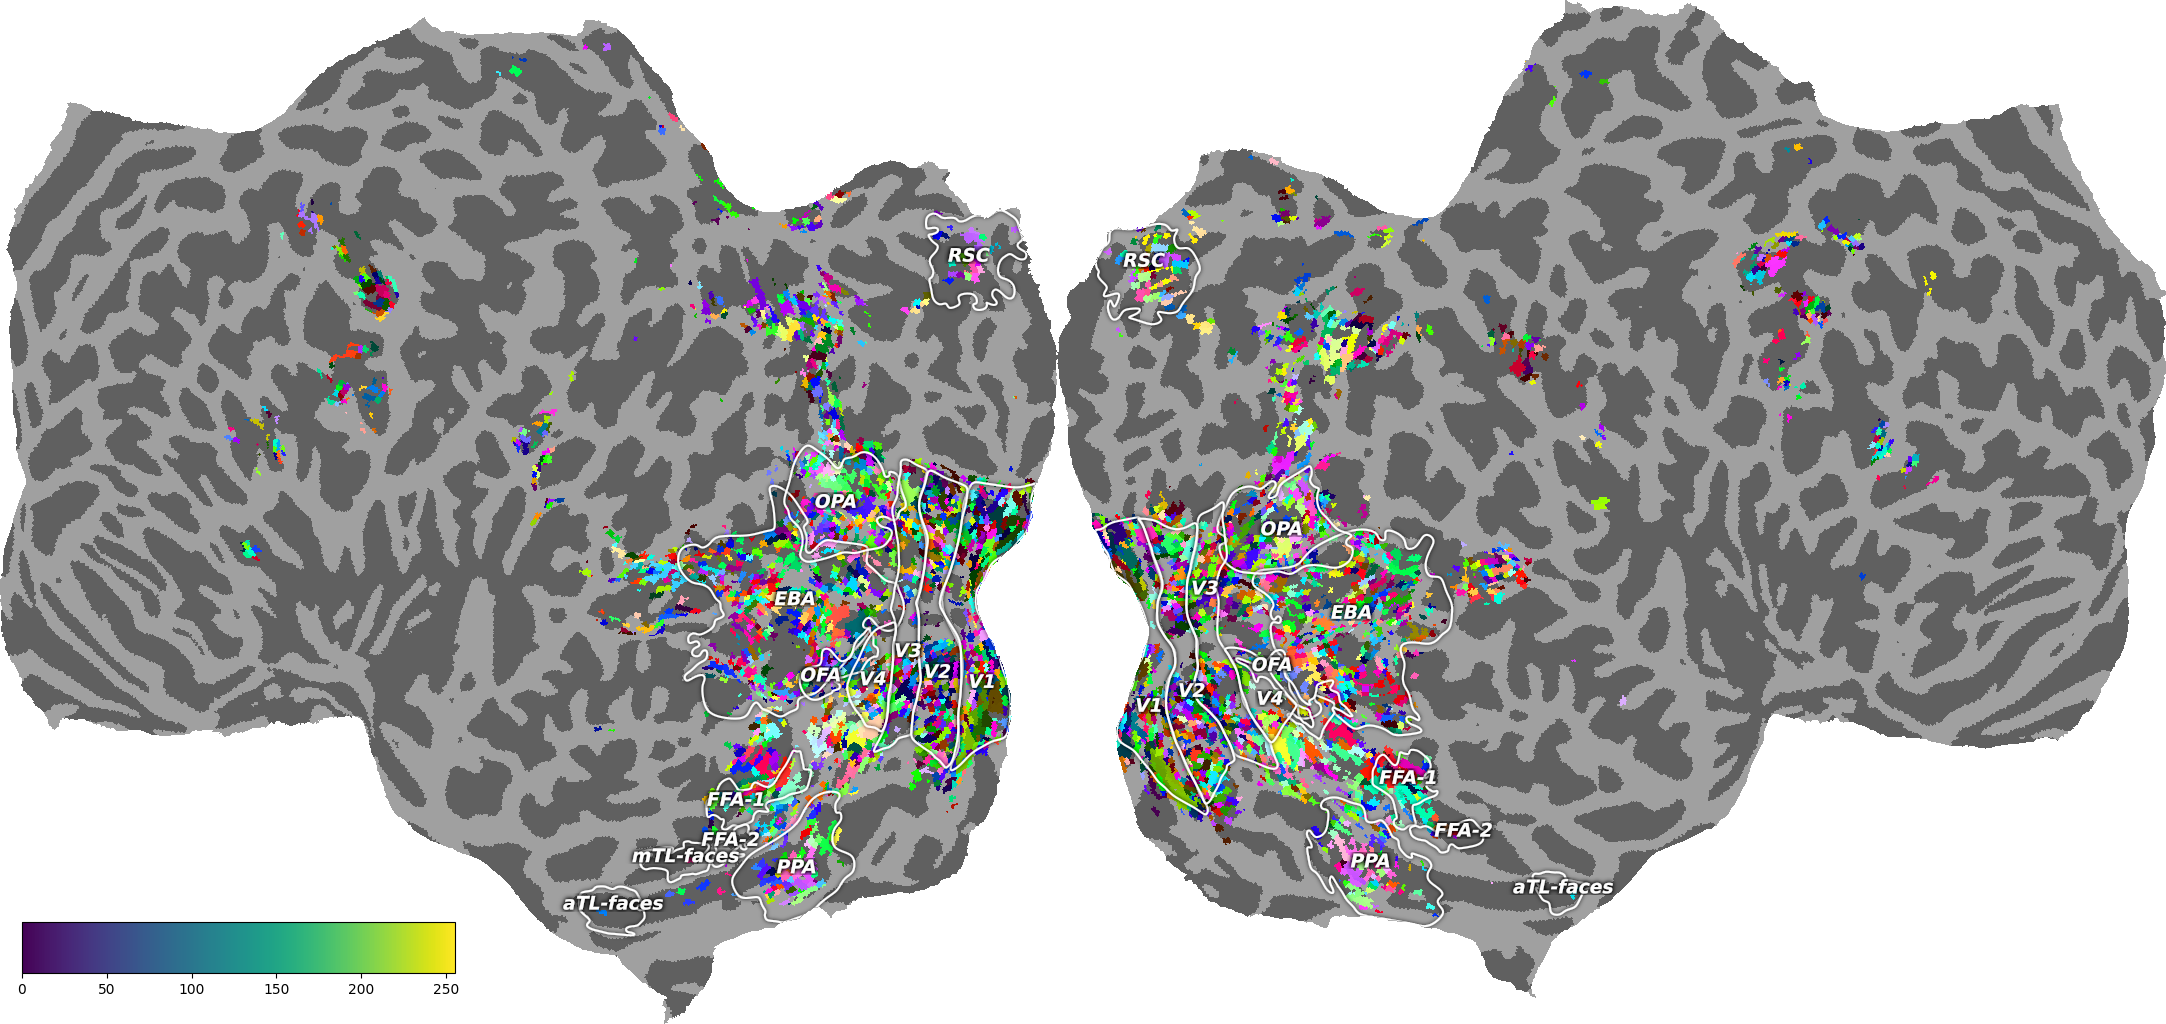 RSC
RSC
OPA
OPA
V3
EBA
EBA
V3
OFA
V4
V2
V1
OFA
V4
V2
V1
FFA-1
FFA-1
FFA-2
FFA-2
mTL-faces
PPA
PPA
aTL-faces
aTL-faces
0 50 100 150 200 250